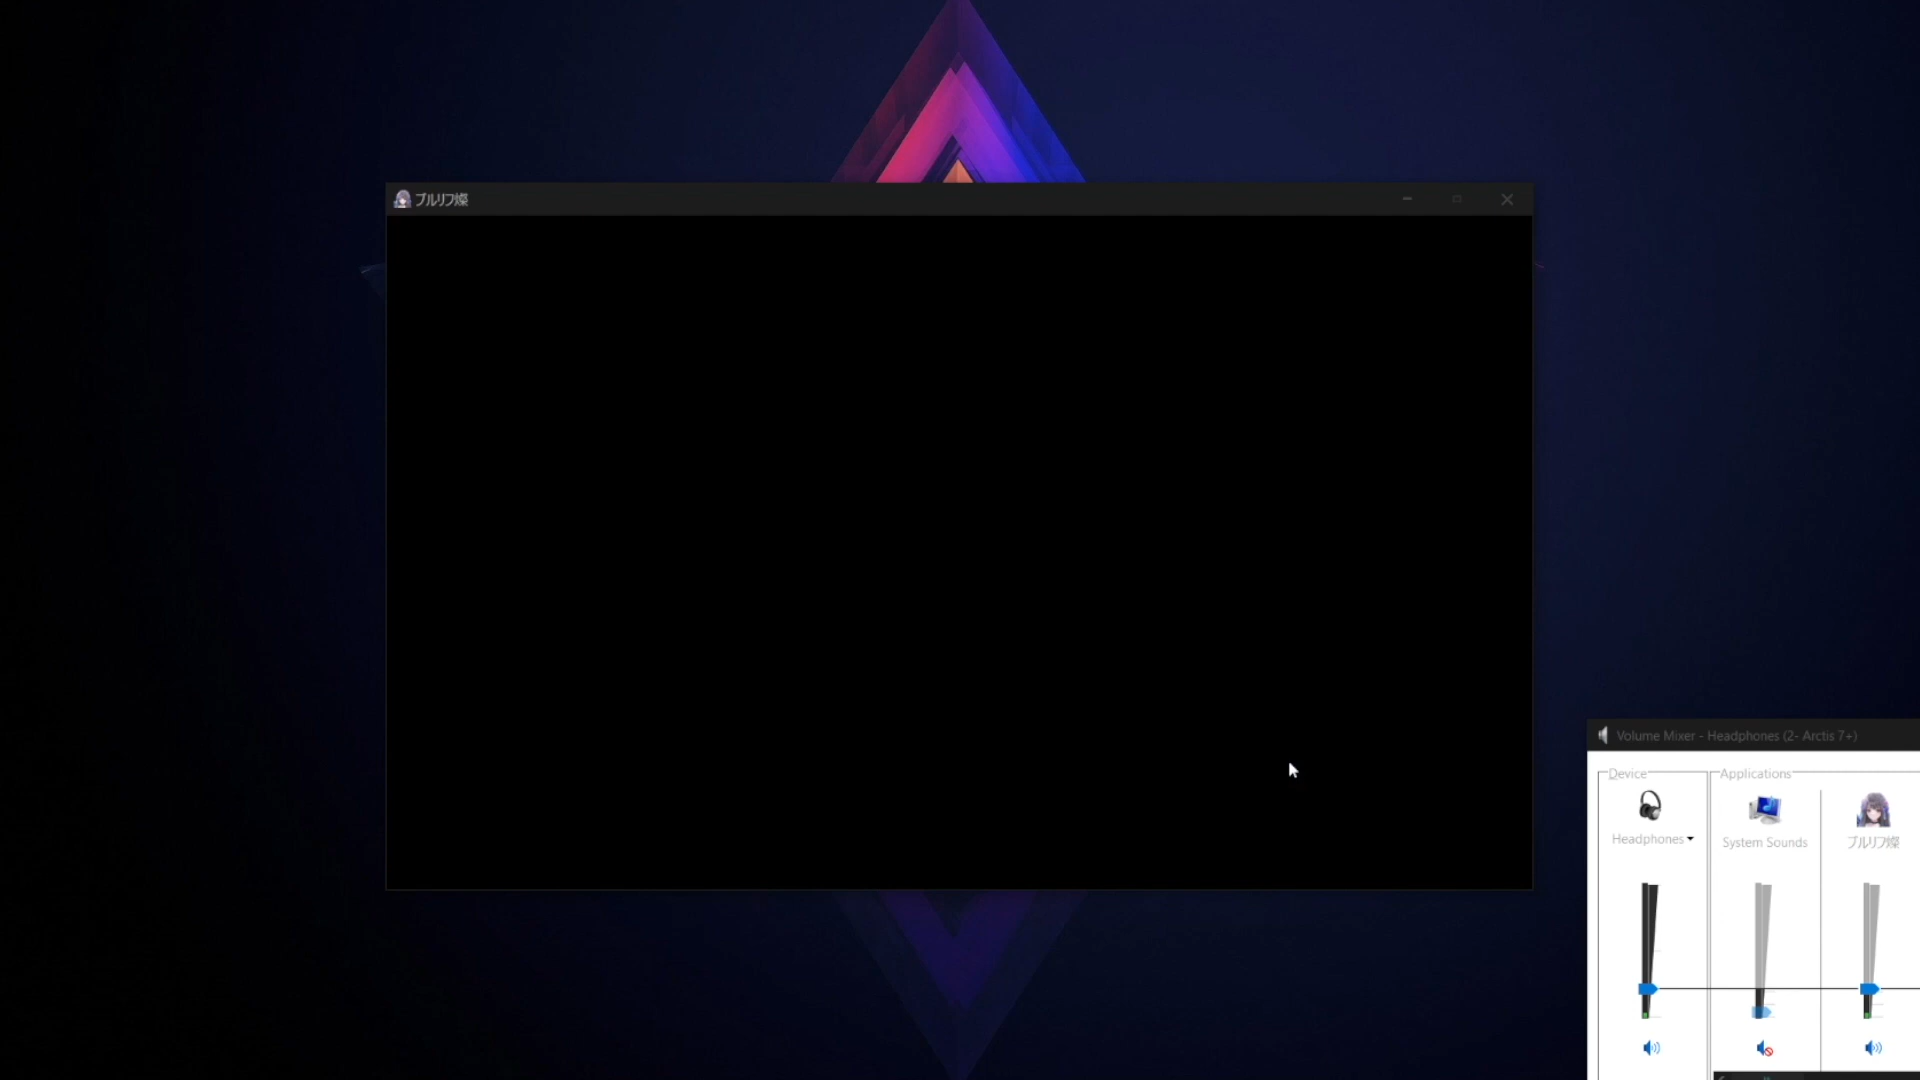 ブルリフ燦
Volume Mixer - Headphones (2- Arctis 7+)
Device
Applications
Headphones
System Sounds
ブルリフ燦